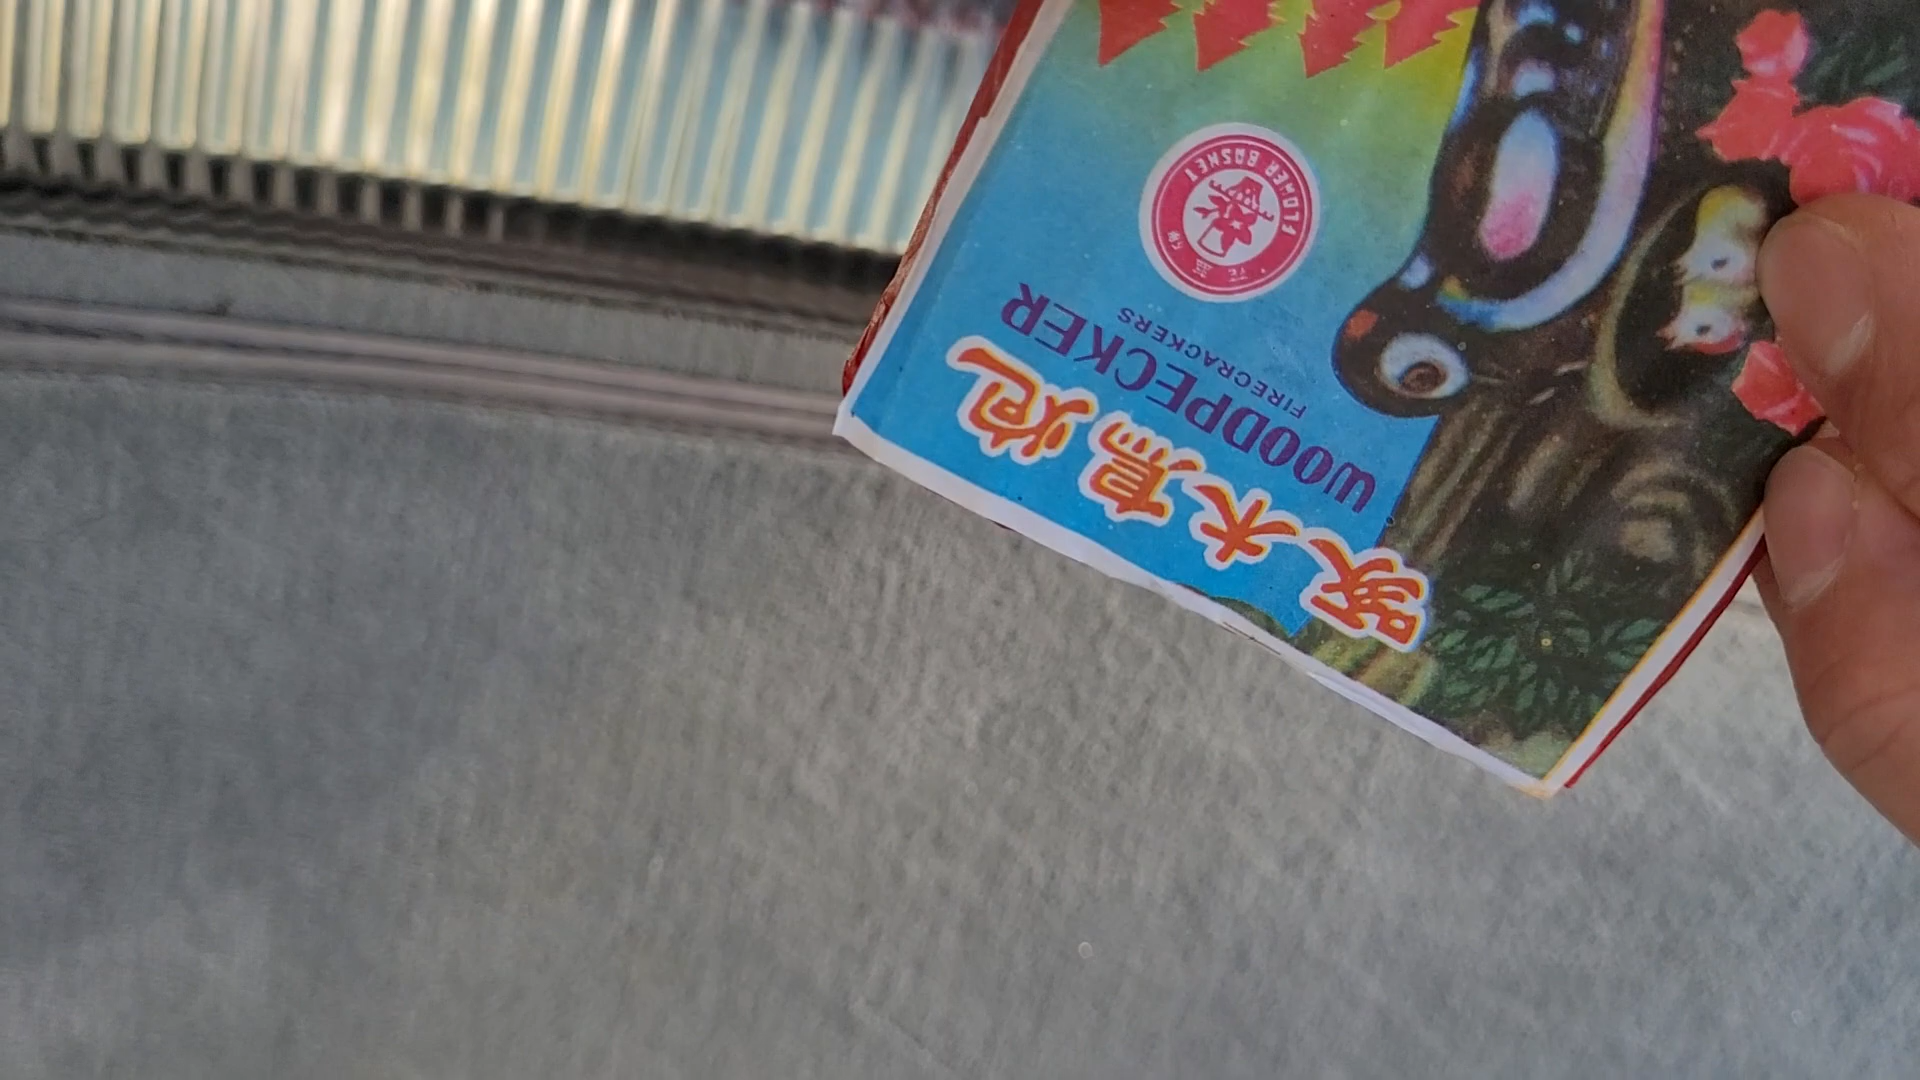 啄木鳥炮
WOODPECKER
FIRECRACKERS
FLOWER BASKET